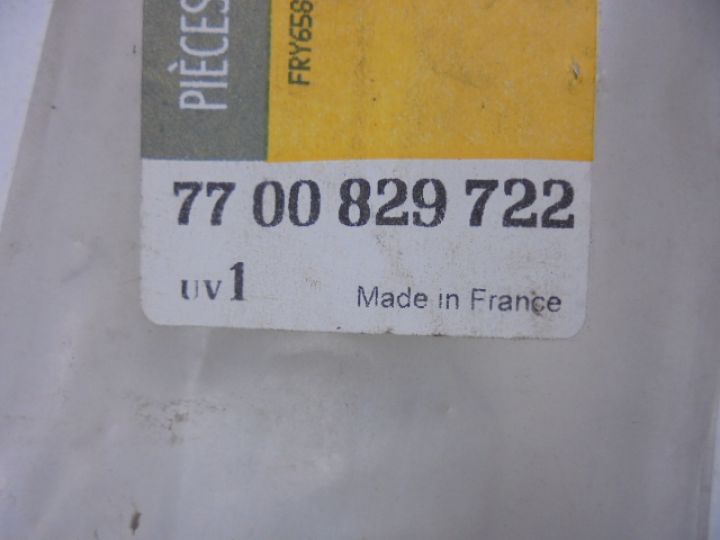 PIÈCES
FRY658
77 00 829 722
UV1
Made in France